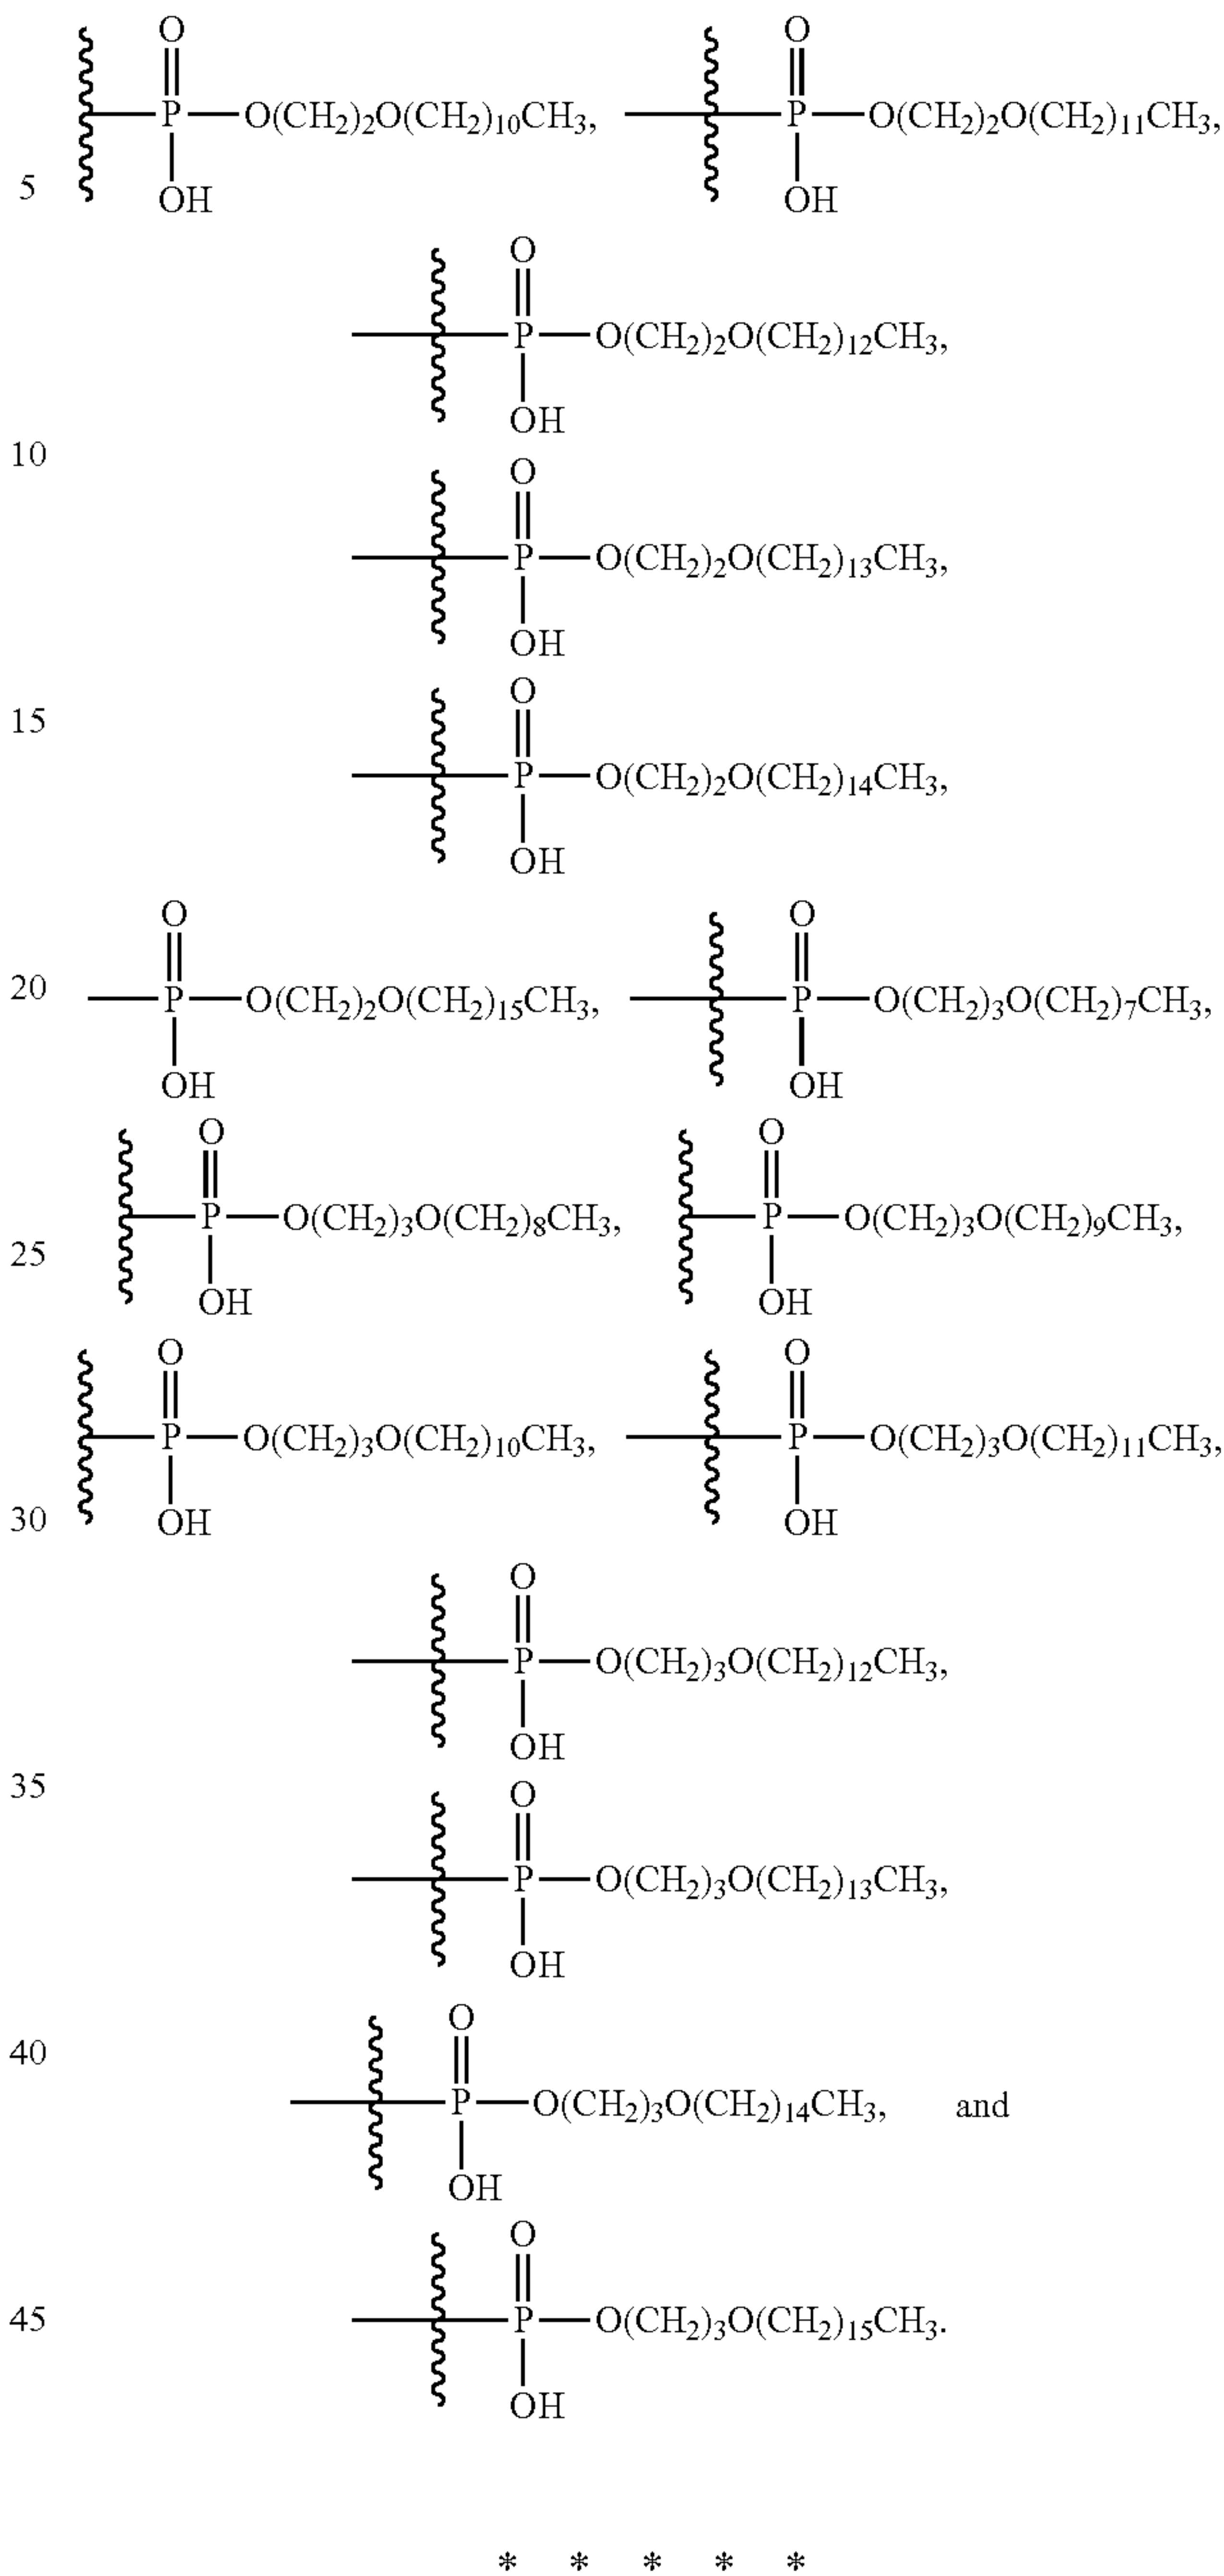 O O
P—O(CH₂)₂O(CH₂)₁₀CH₃, P—O(CH₂)₂O(CH₂)₁₁CH₃,
5
OH OH
O
P—O(CH₂)₂O(CH₂)₁₂CH₃,
OH
10
O
P—O(CH₂)₂O(CH₂)₁₃CH₃,
OH
O
15
P—O(CH₂)₂O(CH₂)₁₄CH₃,
OH
O O
20 P—O(CH₂)₂O(CH₂)₁₅CH₃, P—O(CH₂)₃O(CH₂)₇CH₃,
OH OH
O O
P—O(CH₂)₃O(CH₂)₈CH₃, P—O(CH₂)₃O(CH₂)₉CH₃,
25
OH OH
O O
P—O(CH₂)₃O(CH₂)₁₀CH₃, P—O(CH₂)₃O(CH₂)₁₁CH₃,
30 OH OH
O
P—O(CH₂)₃O(CH₂)₁₂CH₃,
OH
35
O
P—O(CH₂)₃O(CH₂)₁₃CH₃,
OH
O
40
P—O(CH₂)₃O(CH₂)₁₄CH₃, and
OH
O
45 P—O(CH₂)₃O(CH₂)₁₅CH₃.
OH
* * * * *